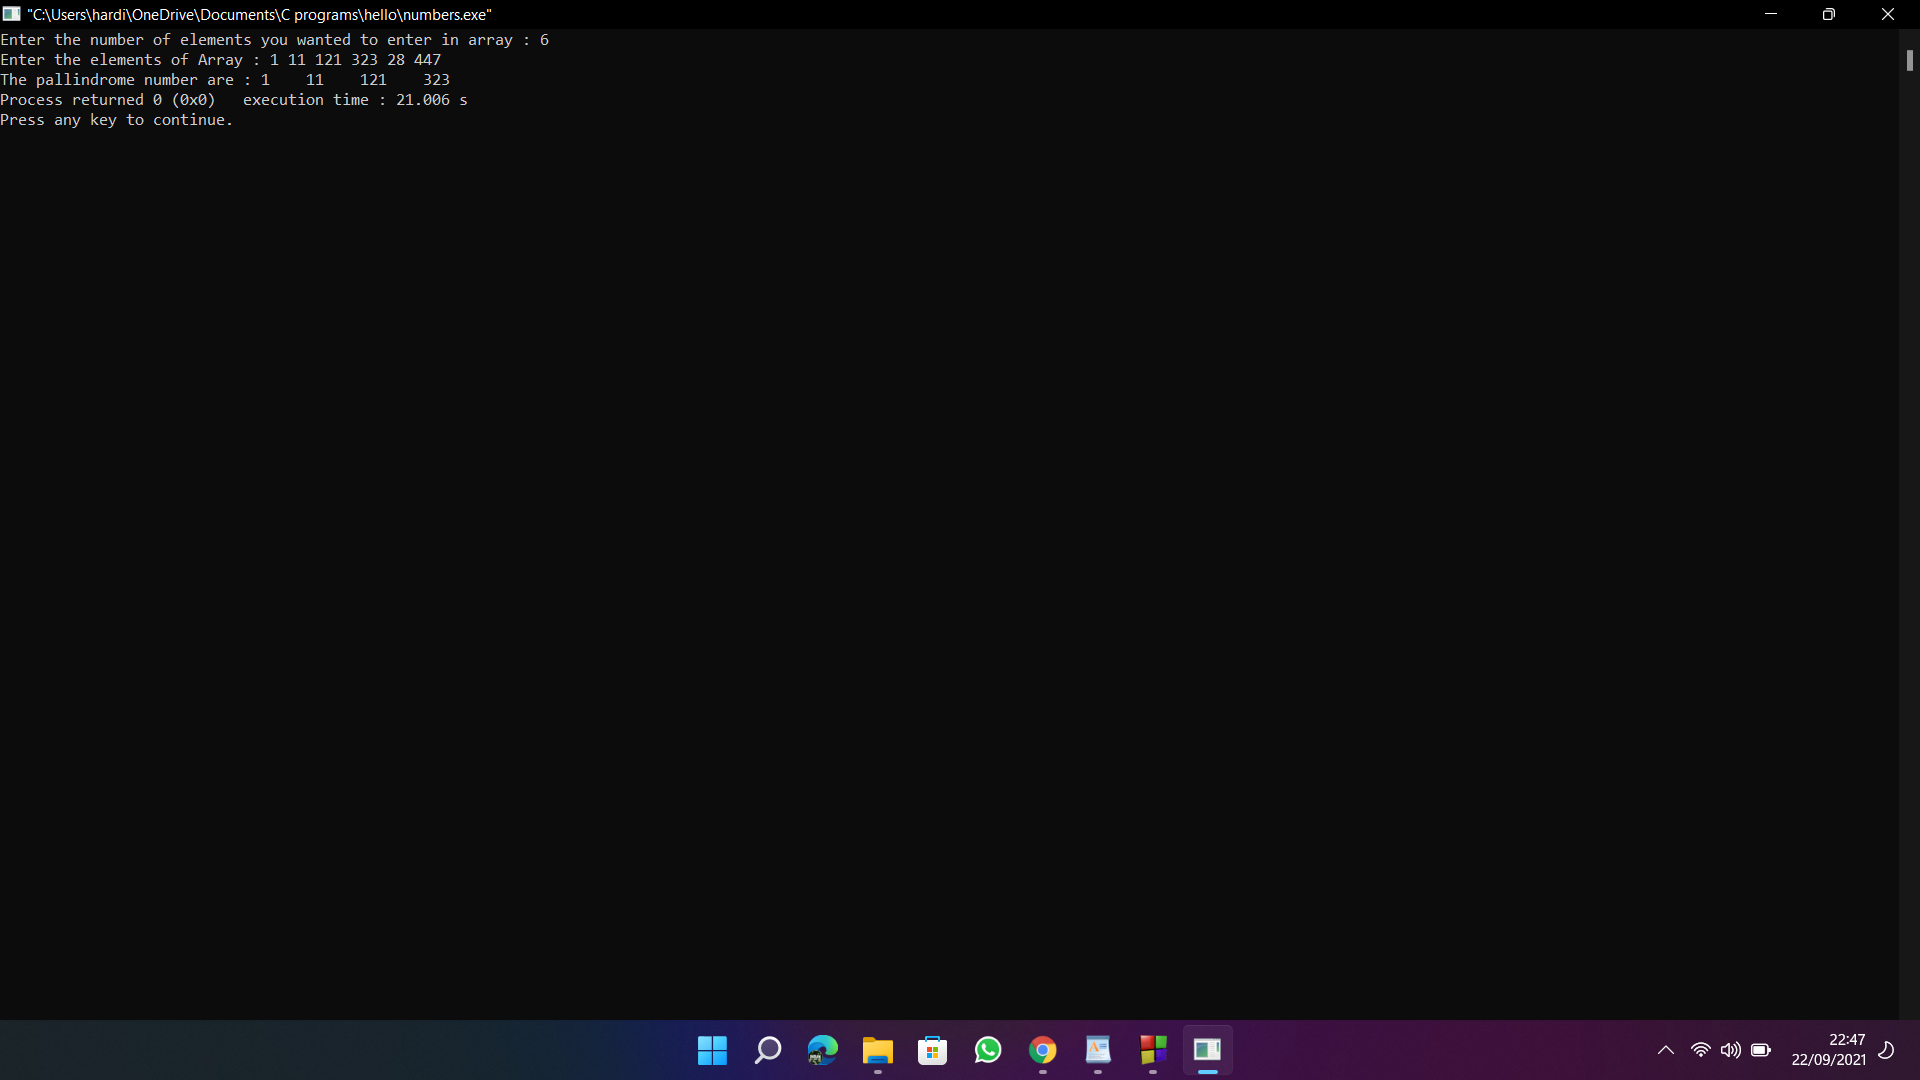 "C:\Users\hardi\OneDrive\Documents\C programs\hello\numbers.exe"
Enter the number of elements you wanted to enter in array : 6
Enter the elements of Array : 1 11 121 323 28 447
The pallindrome number are : 1    11    121    323
Process returned 0 (0x0)   execution time : 21.006 s
Press any key to continue.
22:47
22/09/2021